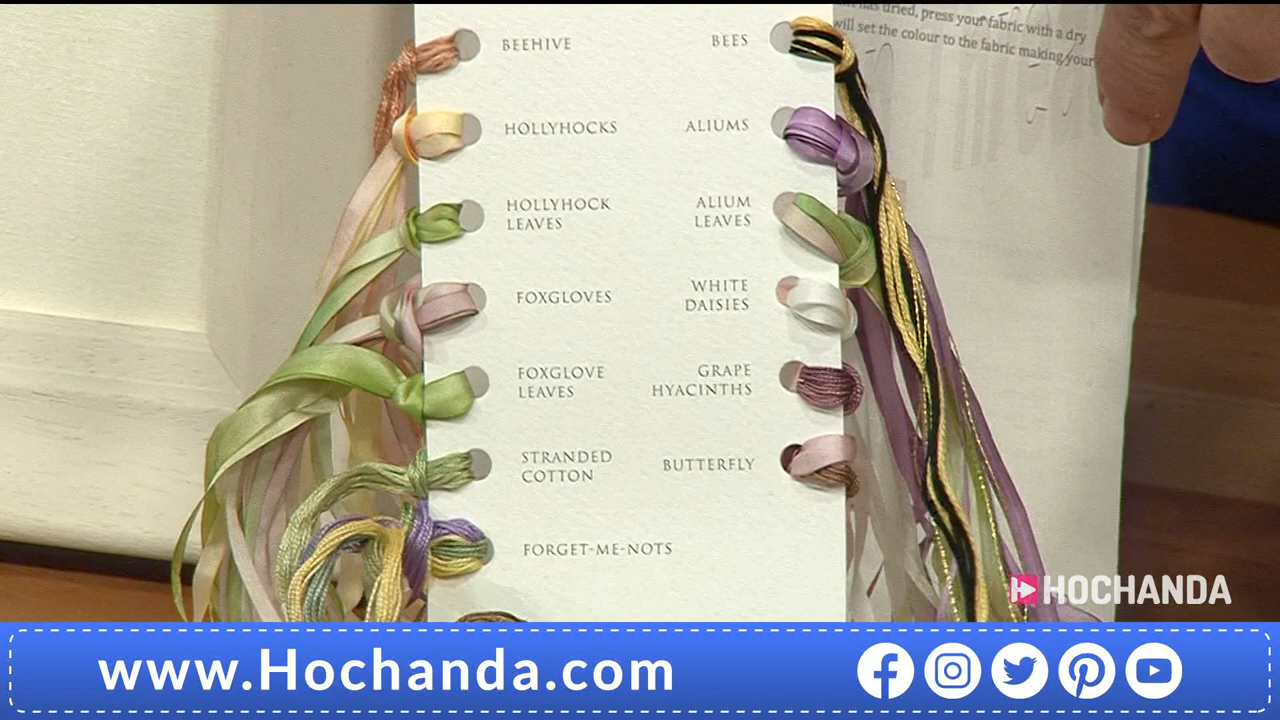 BEEHIVE
HOLLYHOCKS
HOLLYHOCK
LEAVES
FOXGLOVES
FOXGLOVE
LEAVES
STRANDED
COTTON
FORGET-ME-NOTS
BEES
ALIUMS
ALIUM
LEAVES
WHITE
DAISIES
GRAPE
HYACINTHS
BUTTERFLY
has dried, press your fabric with a dry
will set the colour to the fabric making your
HOCHANDA
www.Hochanda.com